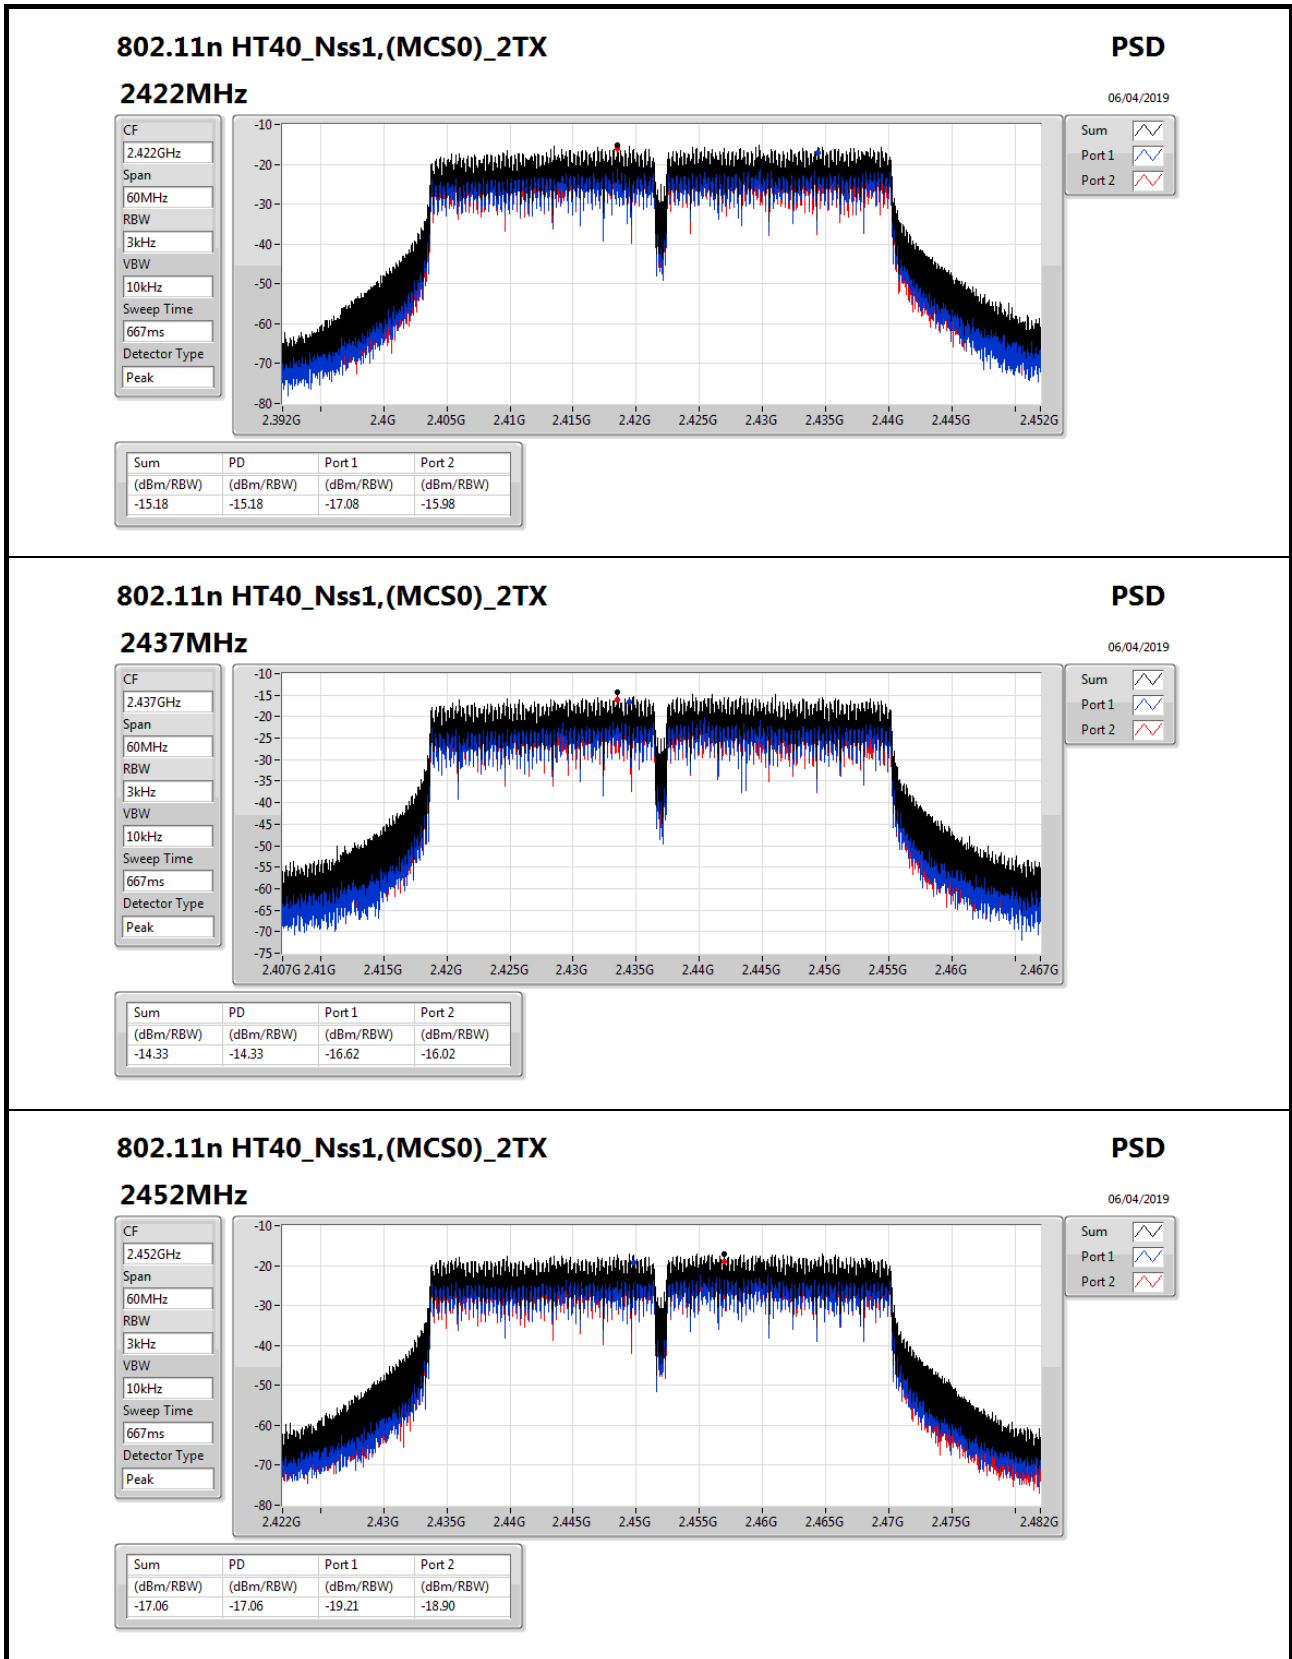 802.11n HT40_Nss1,(MCS0)_2TX PSD
2422MHz 06/04/2019
CF
2.422GHz
Span
60MHz
RBW
3kHz
VBW
10kHz
Sweep Time
667ms
Detector Type
Peak
-10
-20
-30
-40
-50
-60
-70
-80
2.392G 2.4G 2.405G 2.41G 2.415G 2.42G 2.425G 2.43G 2.435G 2.44G 2.445G 2.452G
Sum
Port 1
Port 2
Sum PD Port 1 Port 2
(dBm/RBW) (dBm/RBW) (dBm/RBW) (dBm/RBW)
-15.18 -15.18 -17.08 -15.98
802.11n HT40_Nss1,(MCS0)_2TX PSD
2437MHz 06/04/2019
CF
2.437GHz
Span
60MHz
RBW
3kHz
VBW
10kHz
Sweep Time
667ms
Detector Type
Peak
-10
-15
-20
-25
-30
-35
-40
-45
-50
-55
-60
-65
-70
-75
2.407G 2.41G 2.415G 2.42G 2.425G 2.43G 2.435G 2.44G 2.445G 2.45G 2.455G 2.46G 2.467G
Sum
Port 1
Port 2
Sum PD Port 1 Port 2
(dBm/RBW) (dBm/RBW) (dBm/RBW) (dBm/RBW)
-14.33 -14.33 -16.62 -16.02
802.11n HT40_Nss1,(MCS0)_2TX PSD
2452MHz 06/04/2019
CF
2.452GHz
Span
60MHz
RBW
3kHz
VBW
10kHz
Sweep Time
667ms
Detector Type
Peak
-10
-20
-30
-40
-50
-60
-70
-80
2.422G 2.43G 2.435G 2.44G 2.445G 2.45G 2.455G 2.46G 2.465G 2.47G 2.475G 2.482G
Sum
Port 1
Port 2
Sum PD Port 1 Port 2
(dBm/RBW) (dBm/RBW) (dBm/RBW) (dBm/RBW)
-17.06 -17.06 -19.21 -18.90